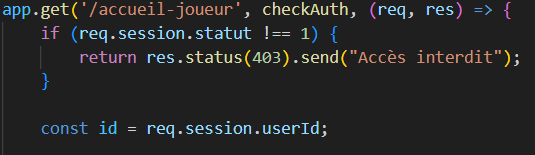 app.get('/accueil-joueur', checkAuth, (req, res) => {
    if (req.session.statut !== 1) {
        return res.status(403).send("Accès interdit");
    }

    const id = req.session.userId;